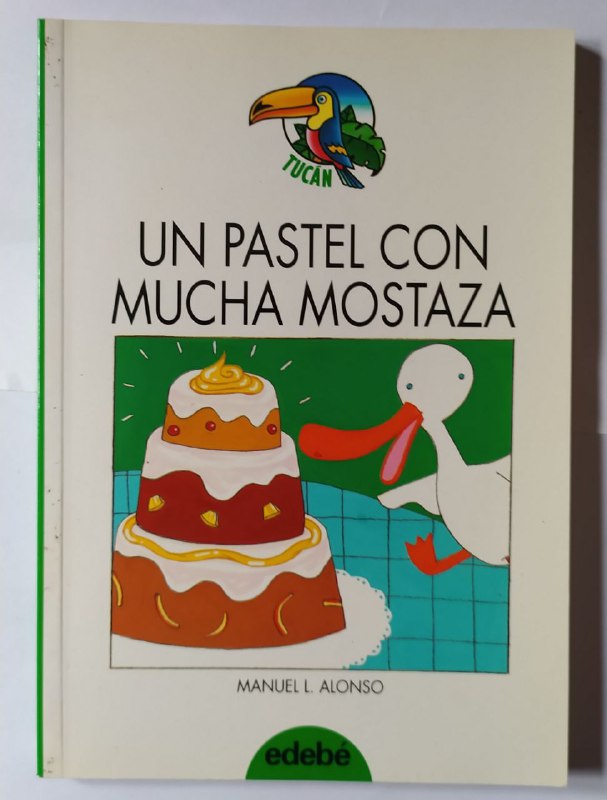 TUCÁN
UN PASTEL CON
MUCHA MOSTAZA
MANUEL L. ALONSO
edebé